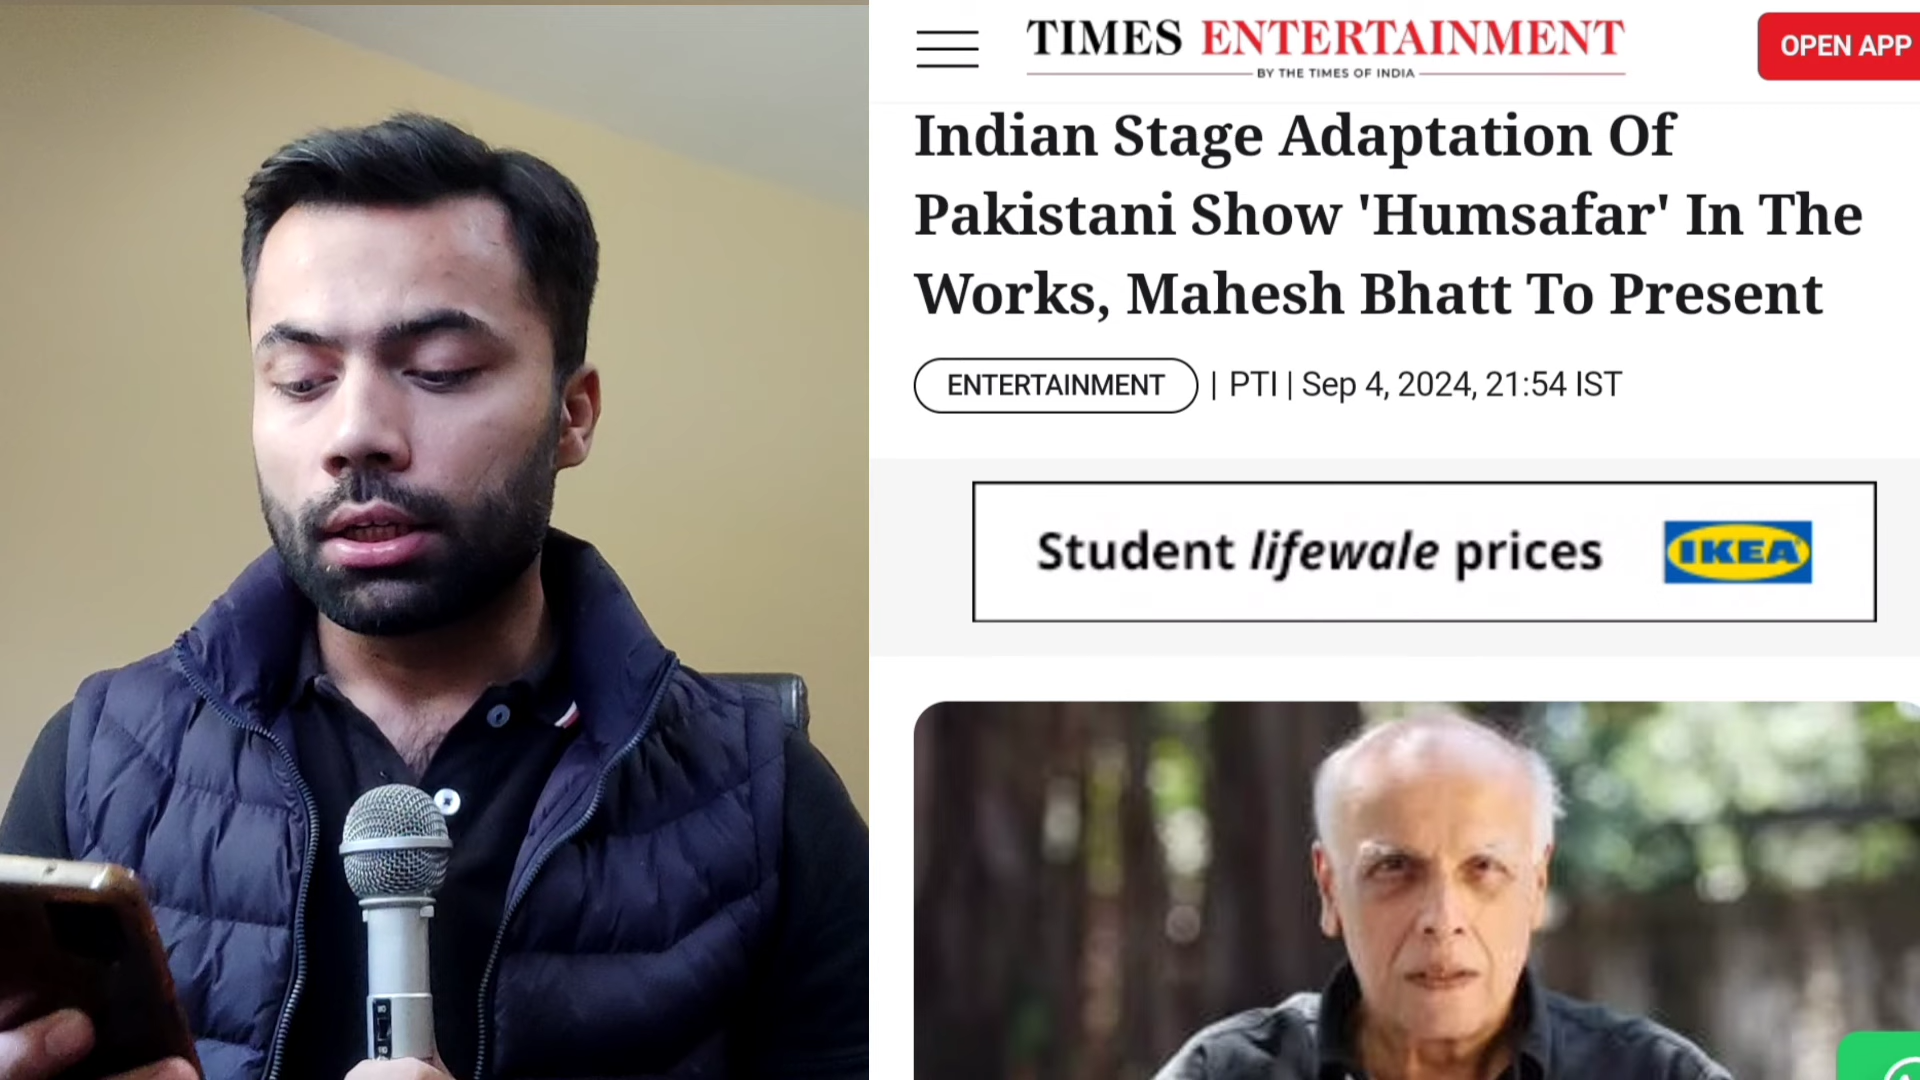 TIMES ENTERTAINMENT
BY THE TIMES OF INDIA
OPEN APP
Indian Stage Adaptation Of
Pakistani Show 'Humsafar' In The
Works, Mahesh Bhatt To Present
ENTERTAINMENT | PTI | Sep 4, 2024, 21:54 IST
Student lifewale prices IKEA